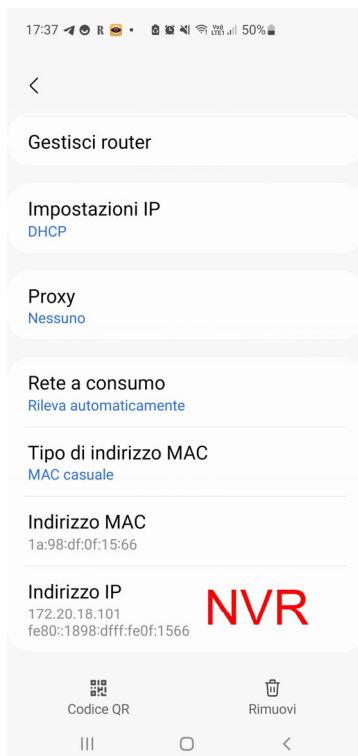 17:37 R • 50%
Gestisci router
Impostazioni IP
DHCP
Proxy
Nessuno
Rete a consumo
Rileva automaticamente
Tipo di indirizzo MAC
MAC casuale
Indirizzo MAC
1a:98:df:0f:15:66
Indirizzo IP
172.20.18.101
fe80::1898:dfff:fe0f:1566
NVR
Codice QR Rimuovi